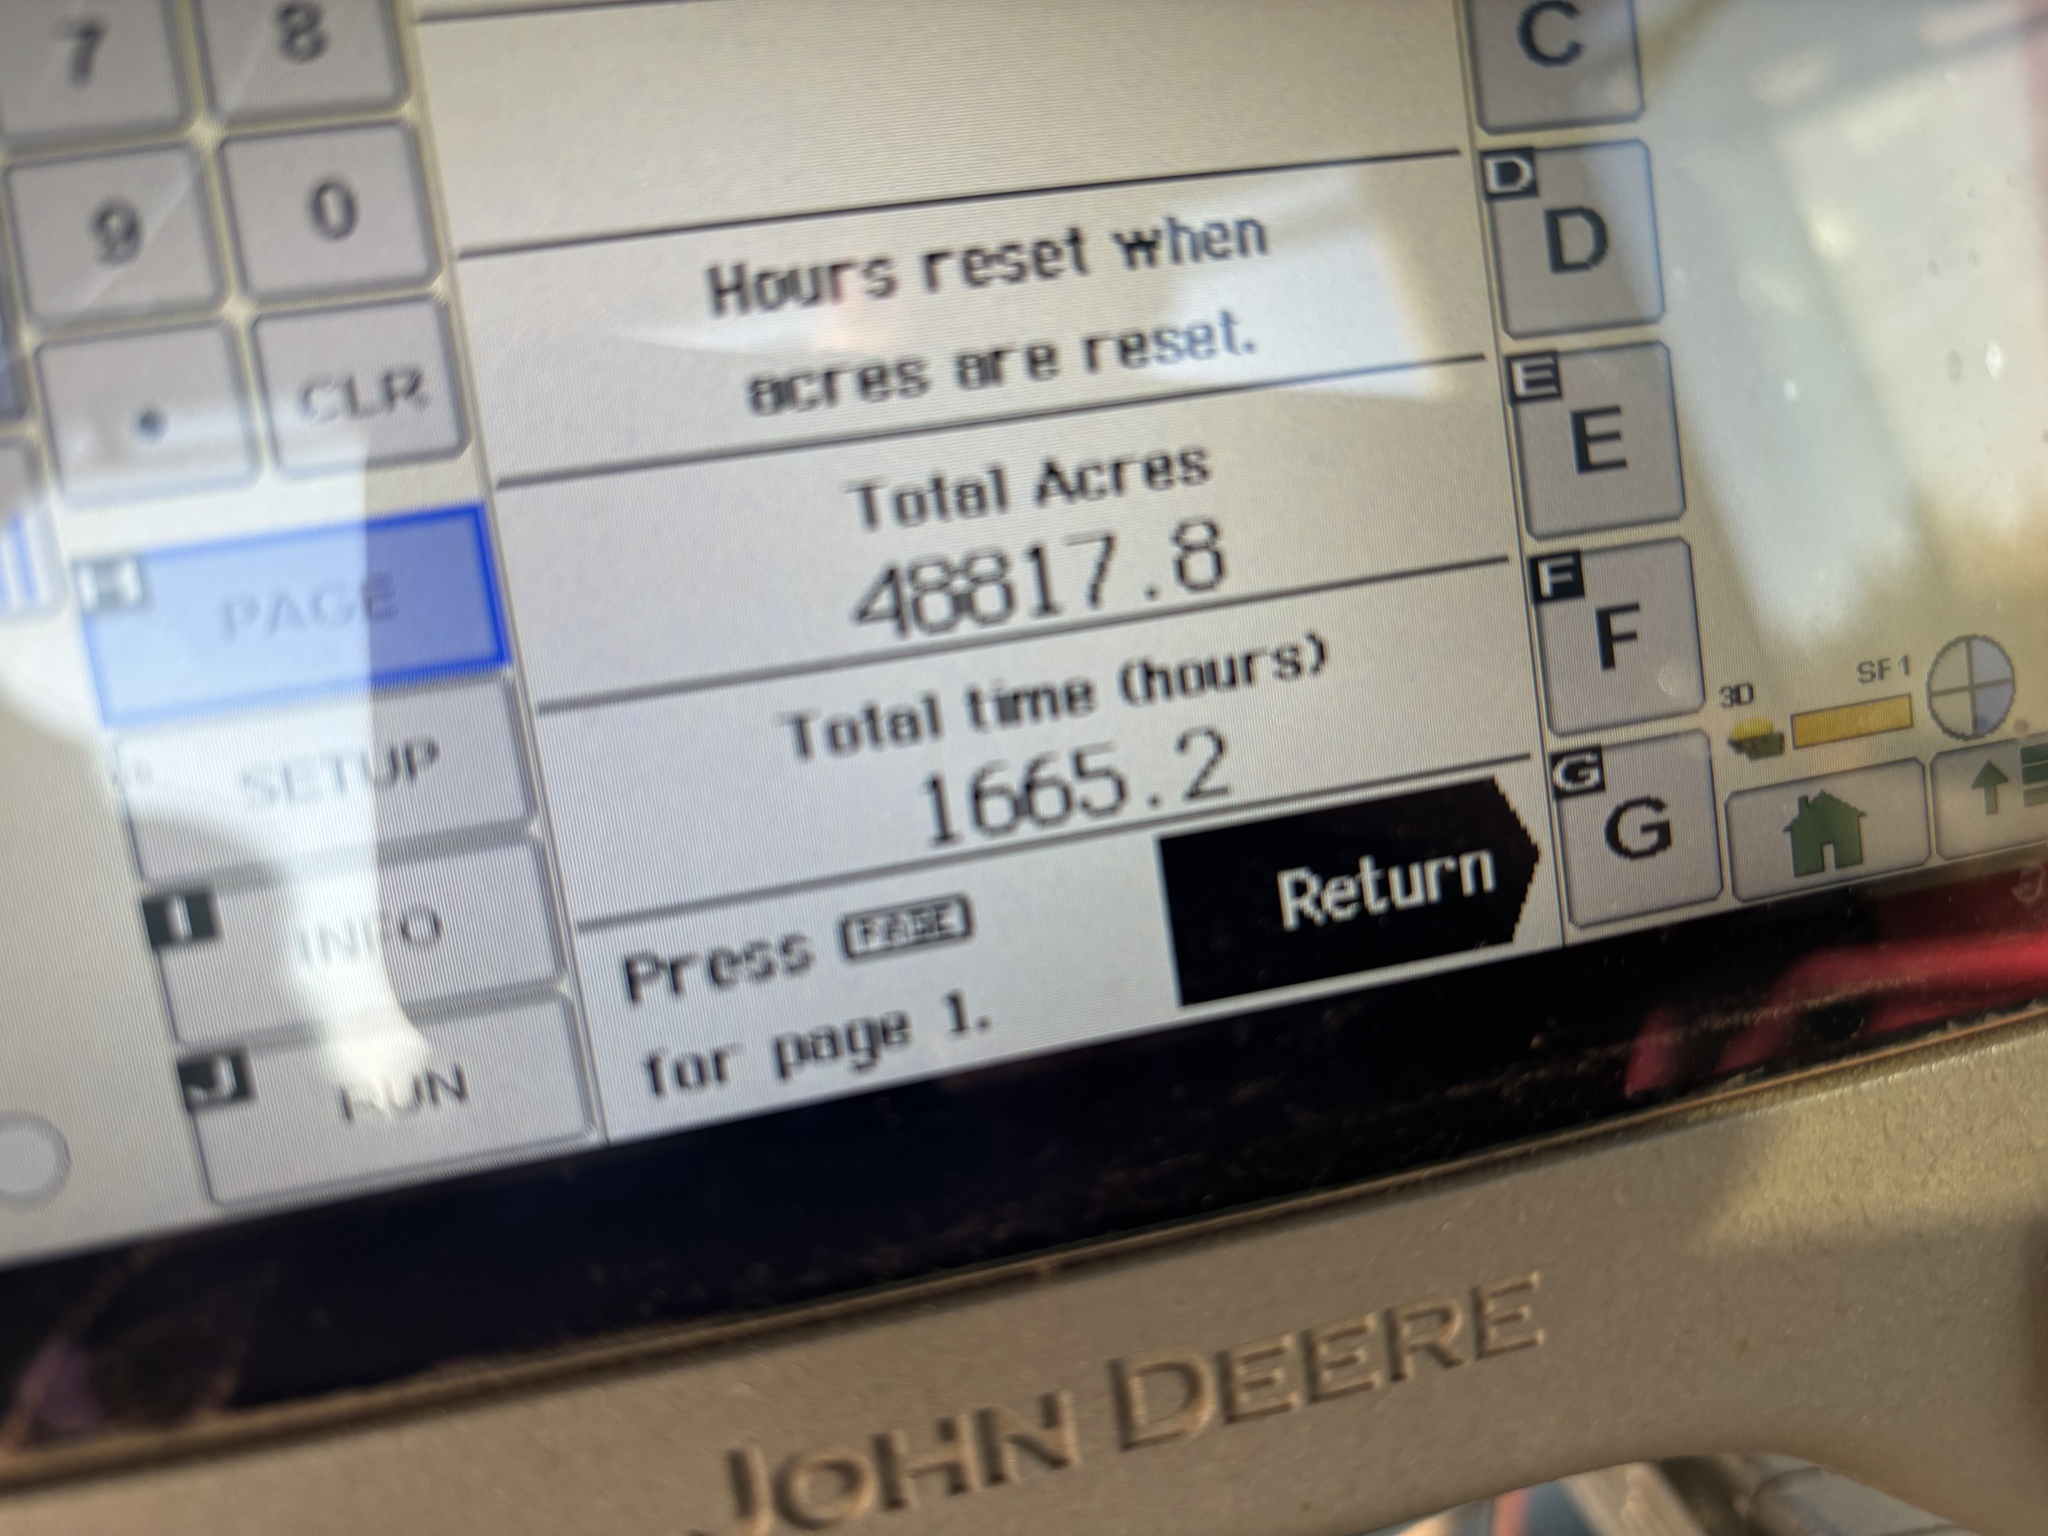 7
8
C
9
0
D
D
Hours reset when
acres are reset.
.
CLR
E
E
Total Acres
48817.8
H
PAGE
F
F
Total time (hours)
1665.2
SETUP
3D
SF1
G
G
Return
I
INFO
Press PAGE
for page 1.
J
RUN
JOHN DEERE